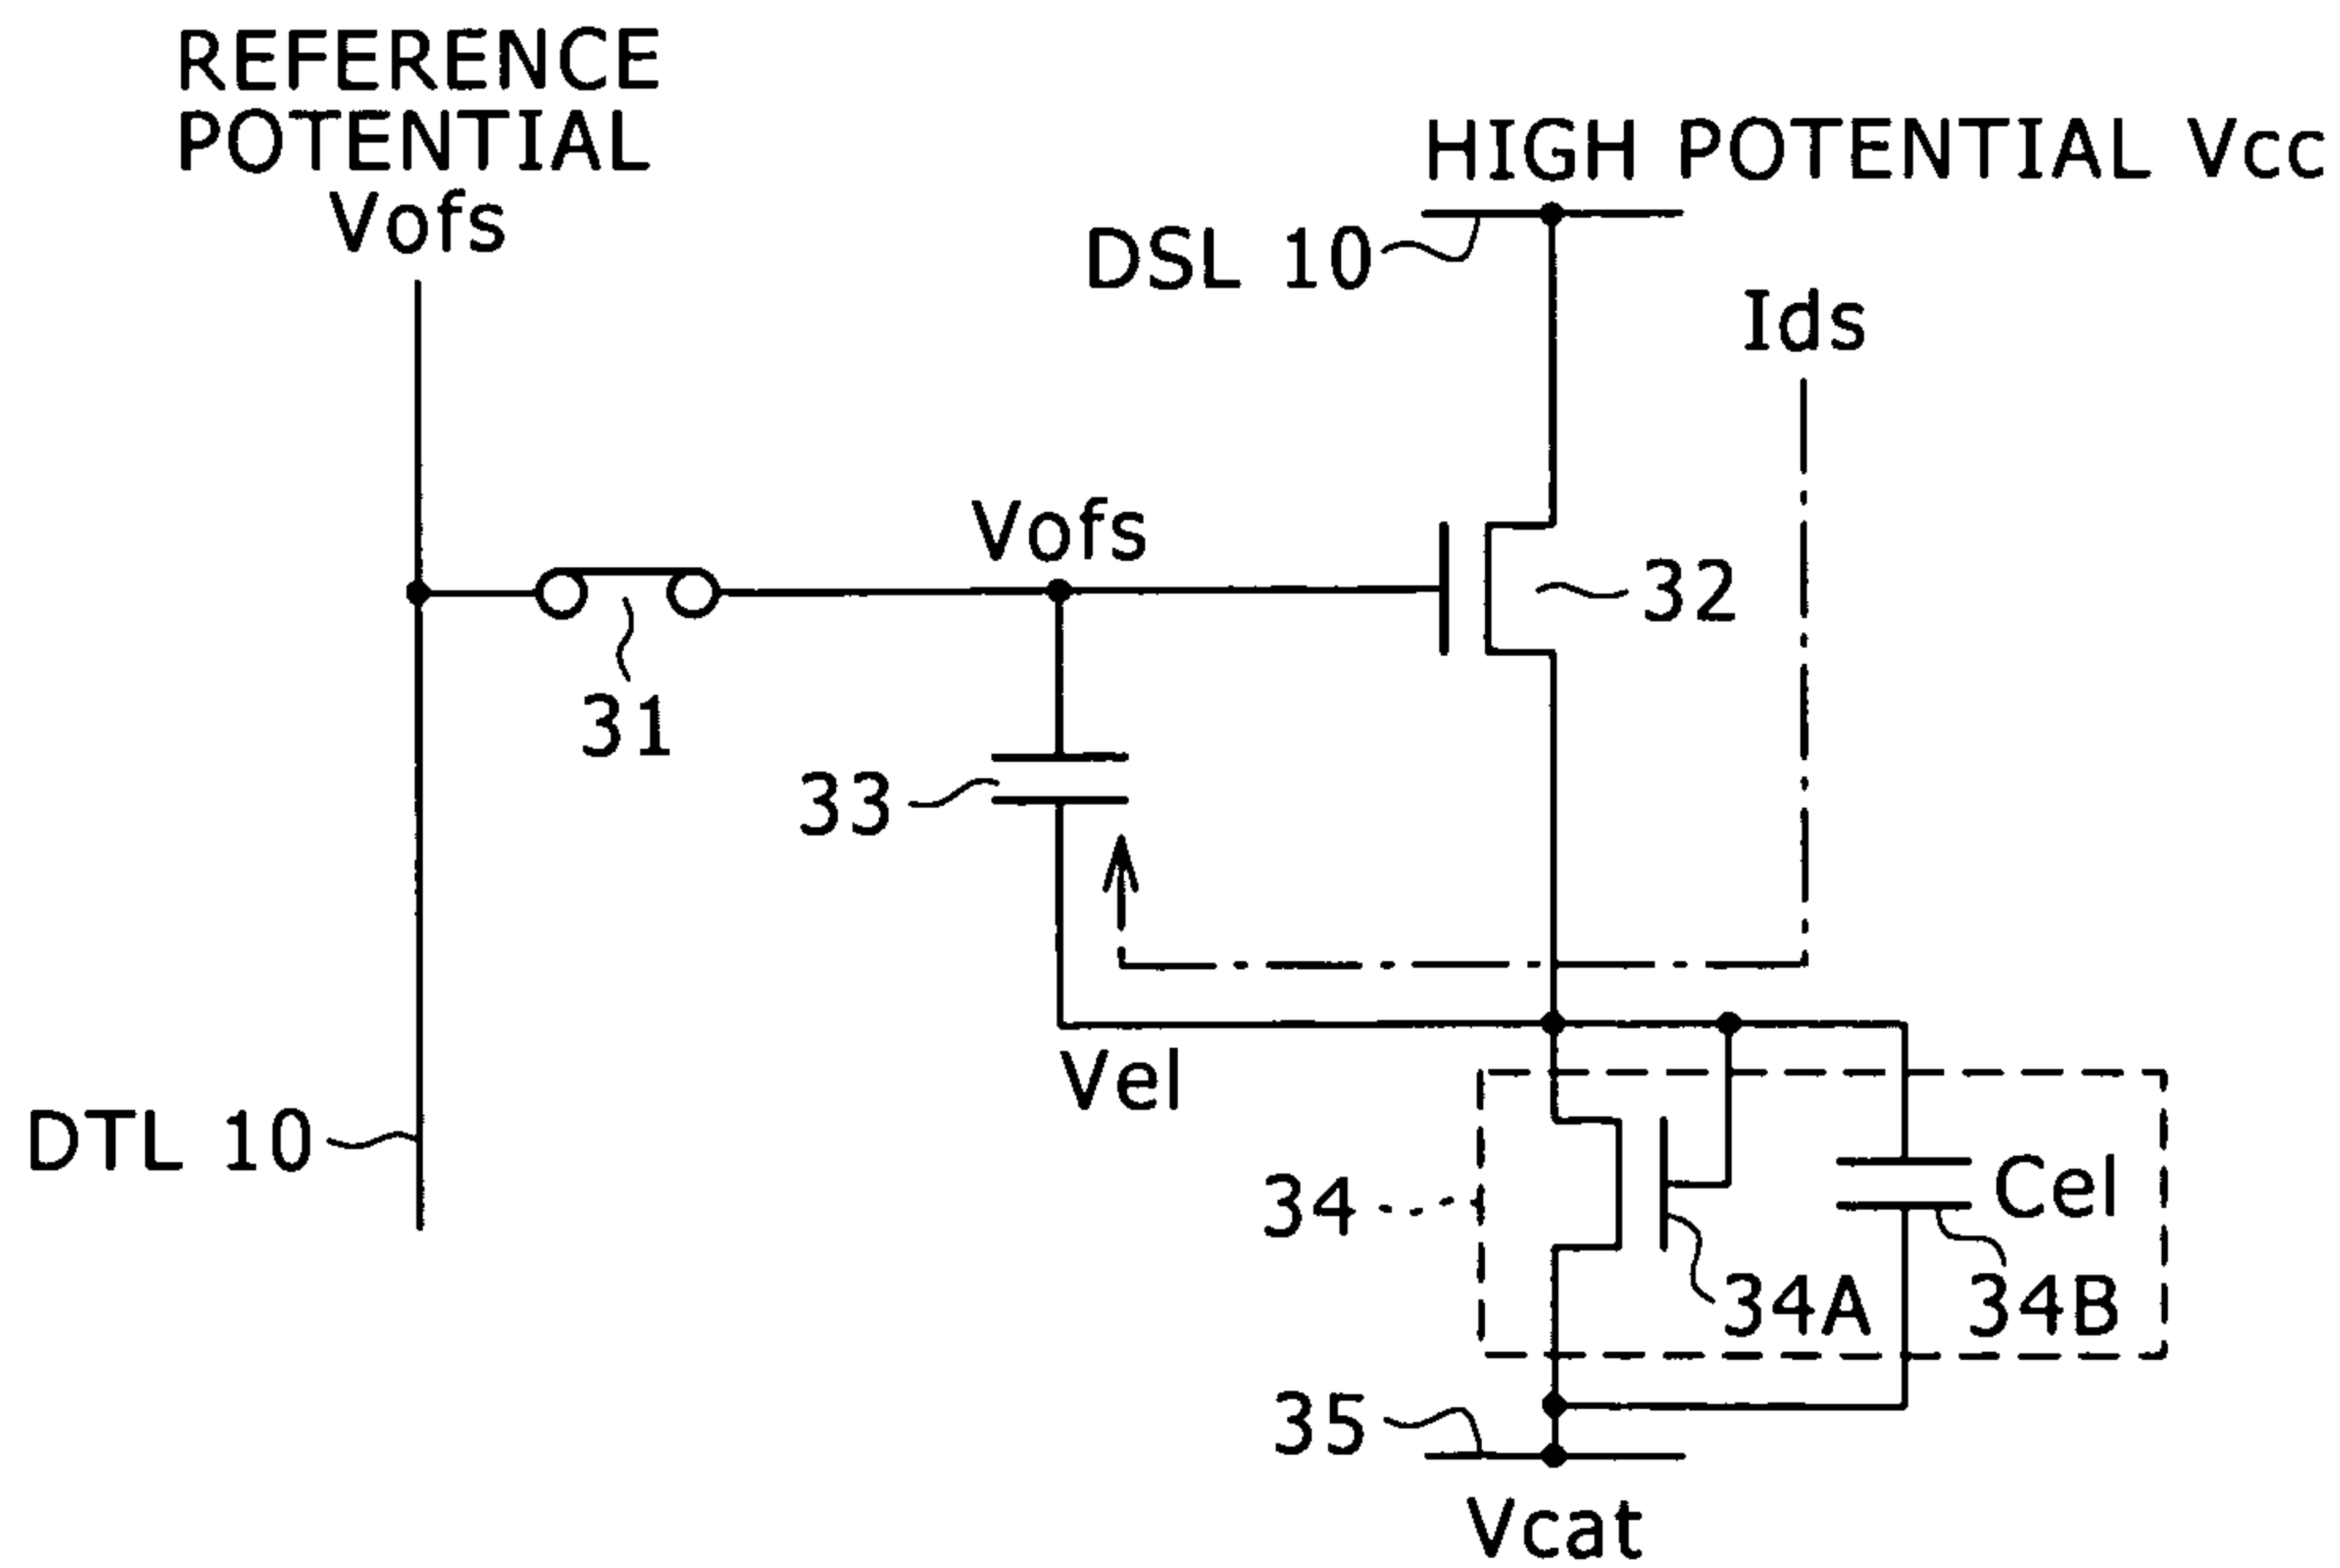 REFERENCE
POTENTIAL
Vofs
HIGH POTENTIAL Vcc
DSL 10
Ids
Vofs
32
31
33
Vel
DTL 10
34
Cel
34A
34B
35
Vcat